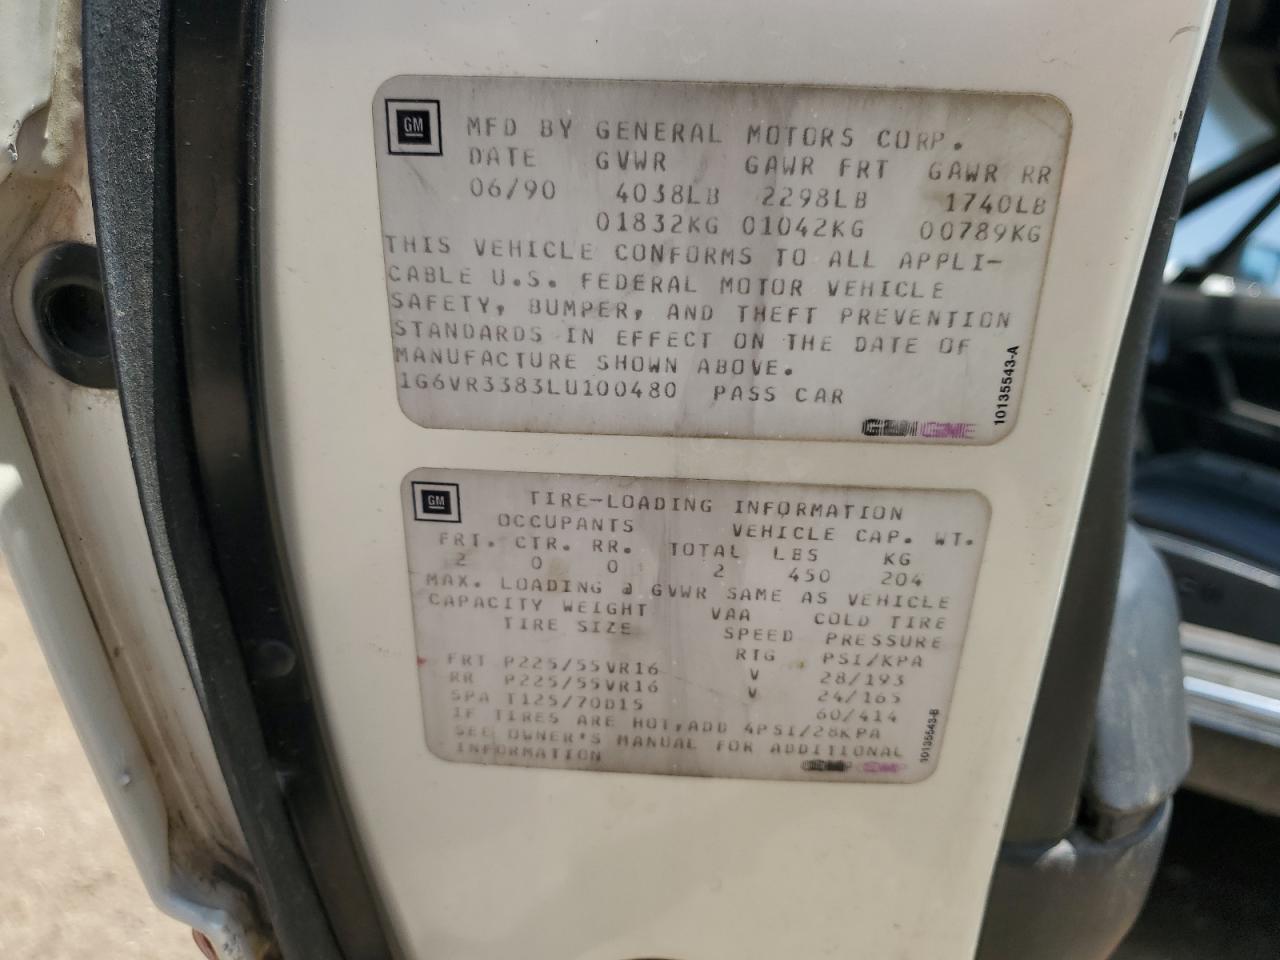 GM
MFD BY GENERAL MOTORS CORP.
DATE GVWR GAWR FRT GAWR RR
06/90 4038LB 2298LB 1740LB
01832KG 01042KG 00789KG
THIS VEHICLE CONFORMS TO ALL APPLI-
CABLE U.S. FEDERAL MOTOR VEHICLE
SAFETY, BUMPER, AND THEFT PREVENTION
STANDARDS IN EFFECT ON THE DATE OF
MANUFACTURE SHOWN ABOVE.
1G6VR3383LU100480 PASS CAR
10135543-A
GM
TIRE-LOADING INFORMATION
OCCUPANTS VEHICLE CAP. WT.
FRT. CTR. RR. TOTAL LBS KG
2 0 0 2 450 204
MAX. LOADING @ GVWR SAME AS VEHICLE
CAPACITY WEIGHT VAA COLD TIRE
TIRE SIZE SPEED PRESSURE
RTG PSI/KPA
FRT P225/55VR16 V 28/193
RR P225/55VR16 V 24/165
SPA T125/70D15 60/414
IF TIRES ARE HOT, ADD 4PSI/28KPA
SEE OWNER'S MANUAL FOR ADDITIONAL
INFORMATION
10135543-B